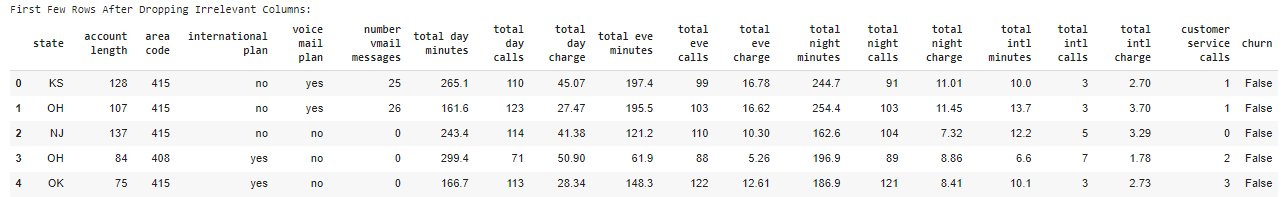 First Few Rows After Dropping Irrelevant Columns:
state account length area code international plan voice mail plan number vmail messages total day minutes total day calls total day charge total eve minutes total eve calls total eve charge total night minutes total night calls total night charge total intl minutes total intl calls total intl charge customer service calls churn
0 KS 128 415 no yes 25 265.1 110 45.07 197.4 99 16.78 244.7 91 11.01 10.0 3 2.70 1 False
1 OH 107 415 no yes 26 161.6 123 27.47 195.5 103 16.62 254.4 103 11.45 13.7 3 3.70 1 False
2 NJ 137 415 no no 0 243.4 114 41.38 121.2 110 10.30 162.6 104 7.32 12.2 5 3.29 0 False
3 OH 84 408 yes no 0 299.4 71 50.90 61.9 88 5.26 196.9 89 8.86 6.6 7 1.78 2 False
4 OK 75 415 yes no 0 166.7 113 28.34 148.3 122 12.61 186.9 121 8.41 10.1 3 2.73 3 False